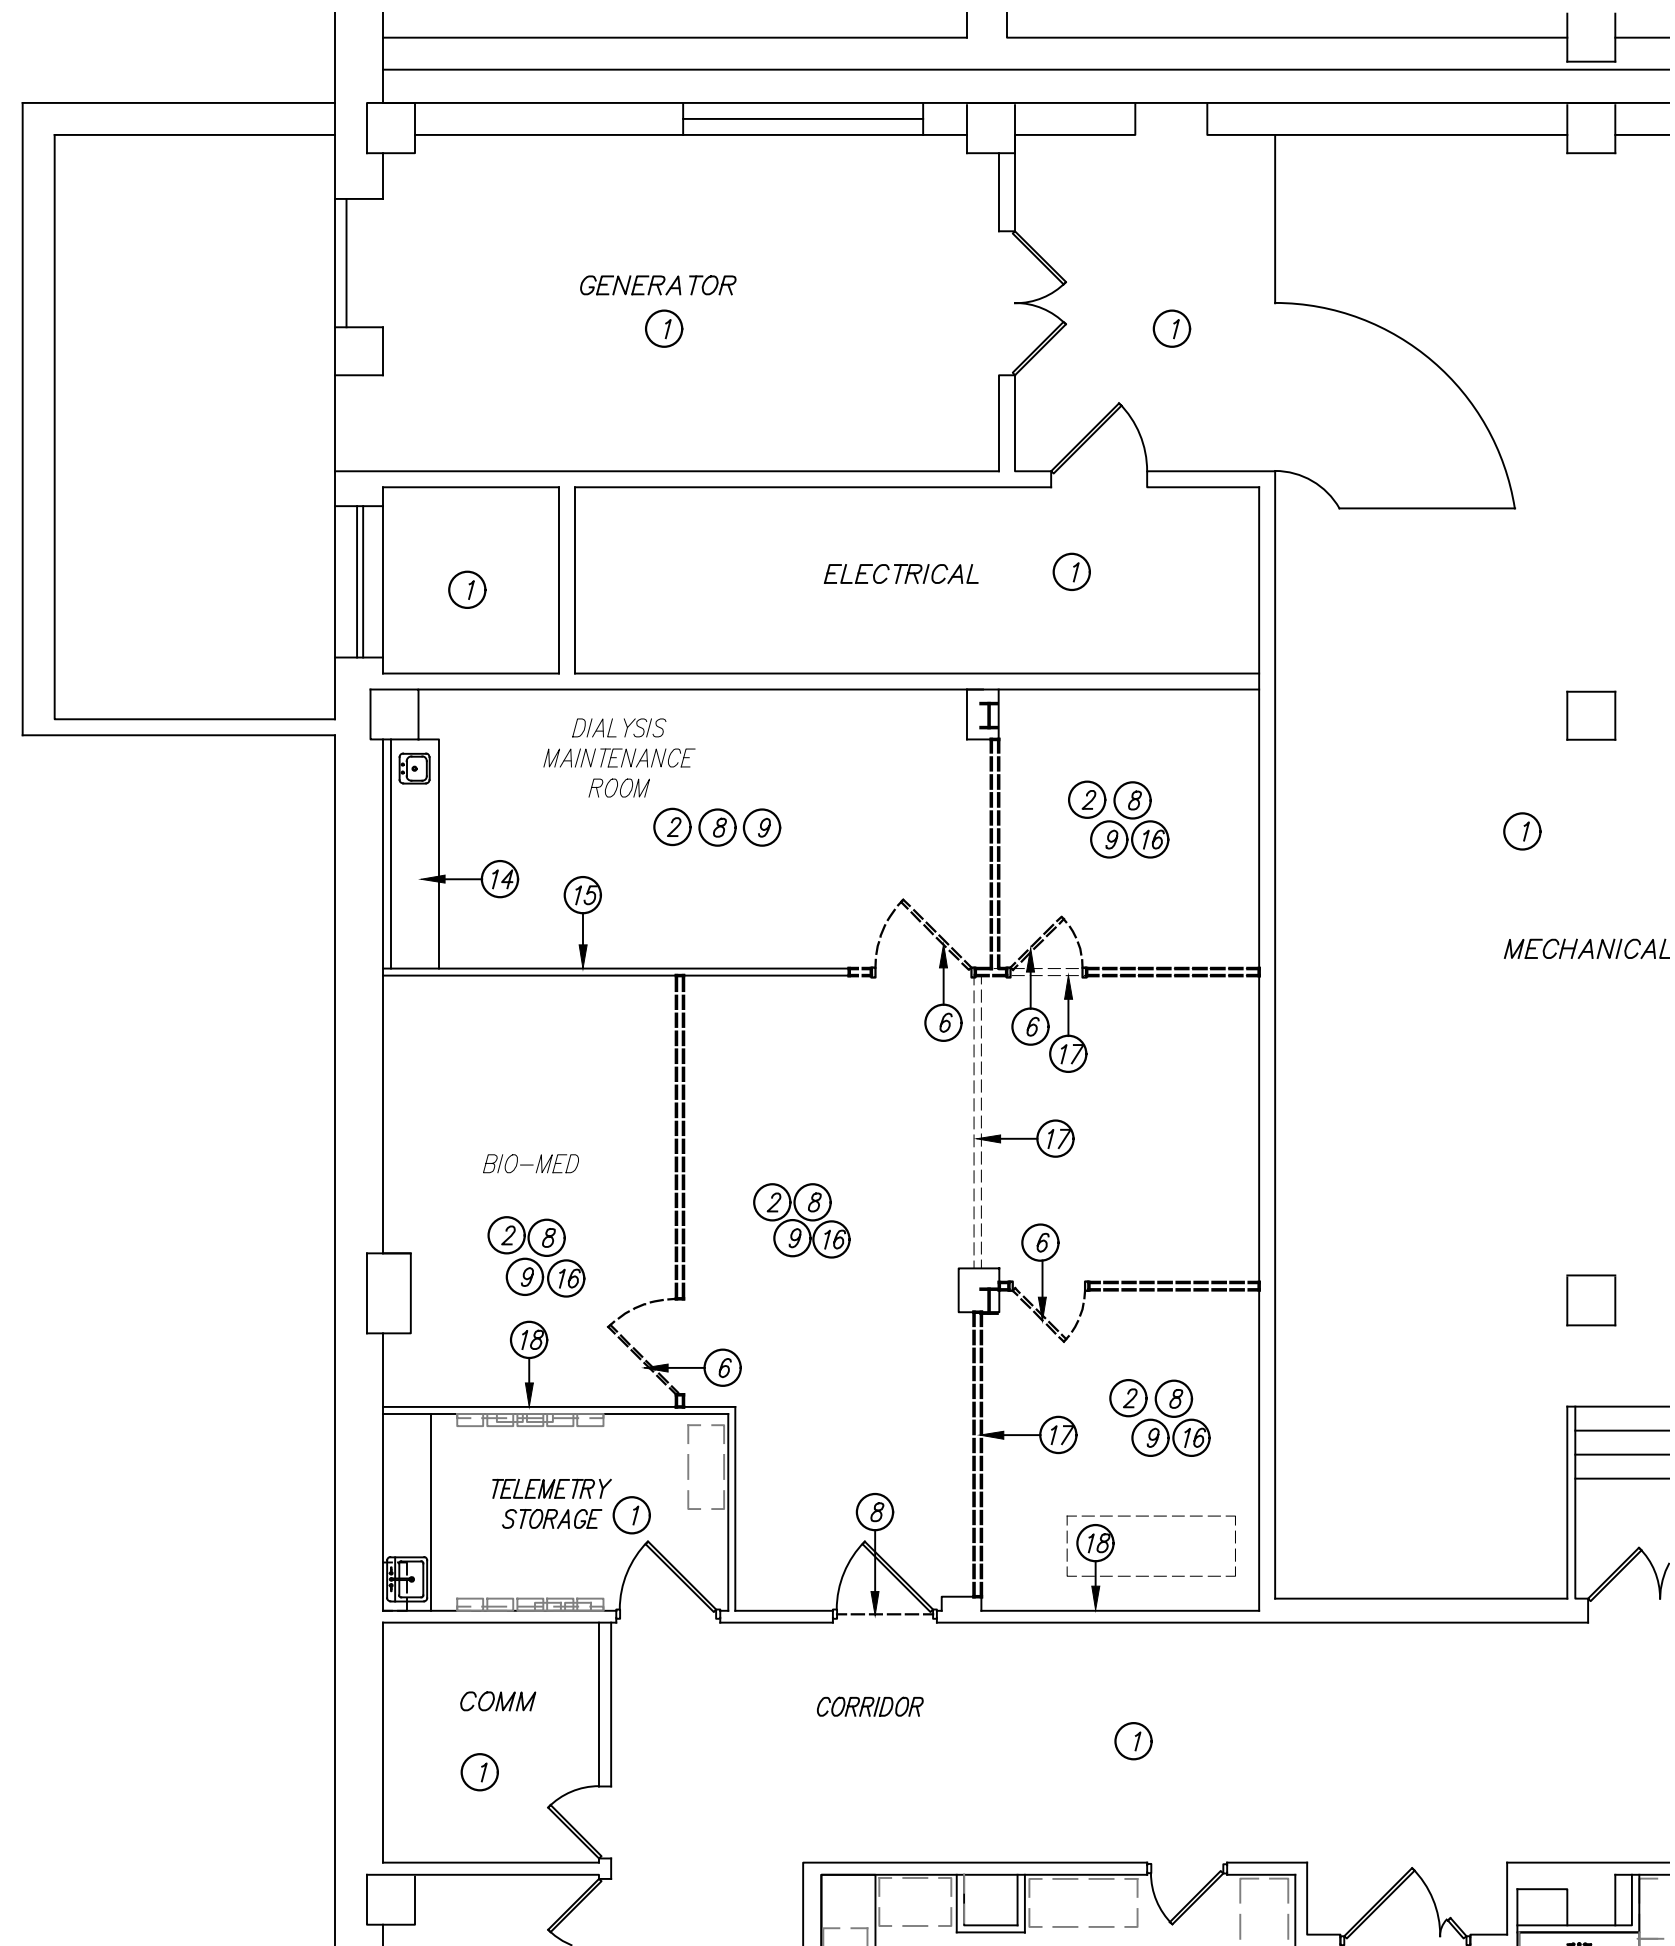 GENERATOR
1
1
ELECTRICAL
1
1
DIALYSIS
MAINTENANCE
ROOM
2 8 9
2 8
9 16
1
14
15
MECHANICAL
6
6
17
17
BIO-MED
2 8
9 16
2 8
9 16
6
18
6
2 8
9 16
17
TELEMETRY
STORAGE
1
8
18
COMM
1
CORRIDOR
1